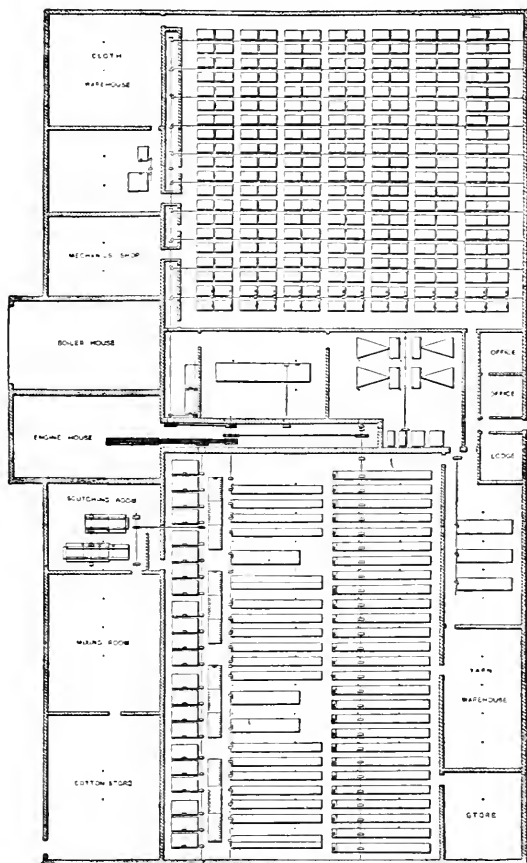 CLOTH
WAREHOUSE
MECHANICS SHOP
BOILER HOUSE
OFFICE
OFFICE
ENGINE HOUSE
LODGE
SCUTCHING ROOM
MIXING ROOM
YARN
WAREHOUSE
COTTON STORE
STORE